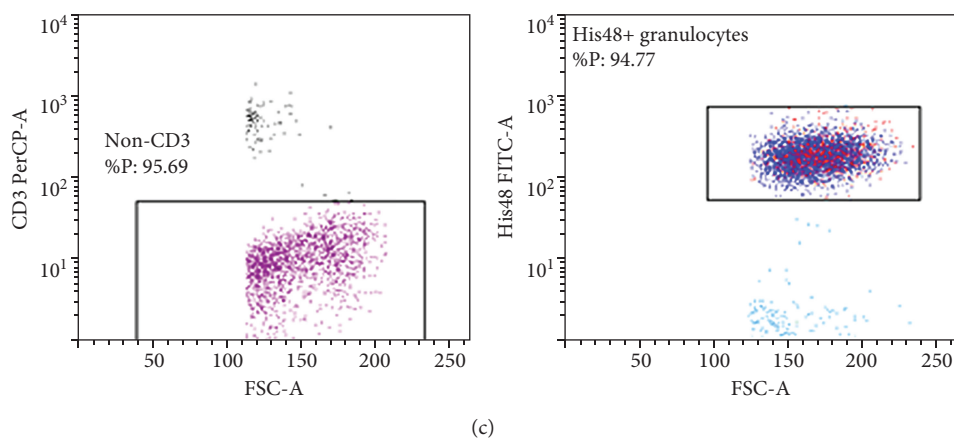 10^4
10^3
10^2
10^1
CD3 PerCP-A
Non-CD3
%P: 95.69
50
100
150
200
250
FSC-A
10^4
10^3
10^2
10^1
His48 FITC-A
His48+ granulocytes
%P: 94.77
50
100
150
200
250
FSC-A
(c)